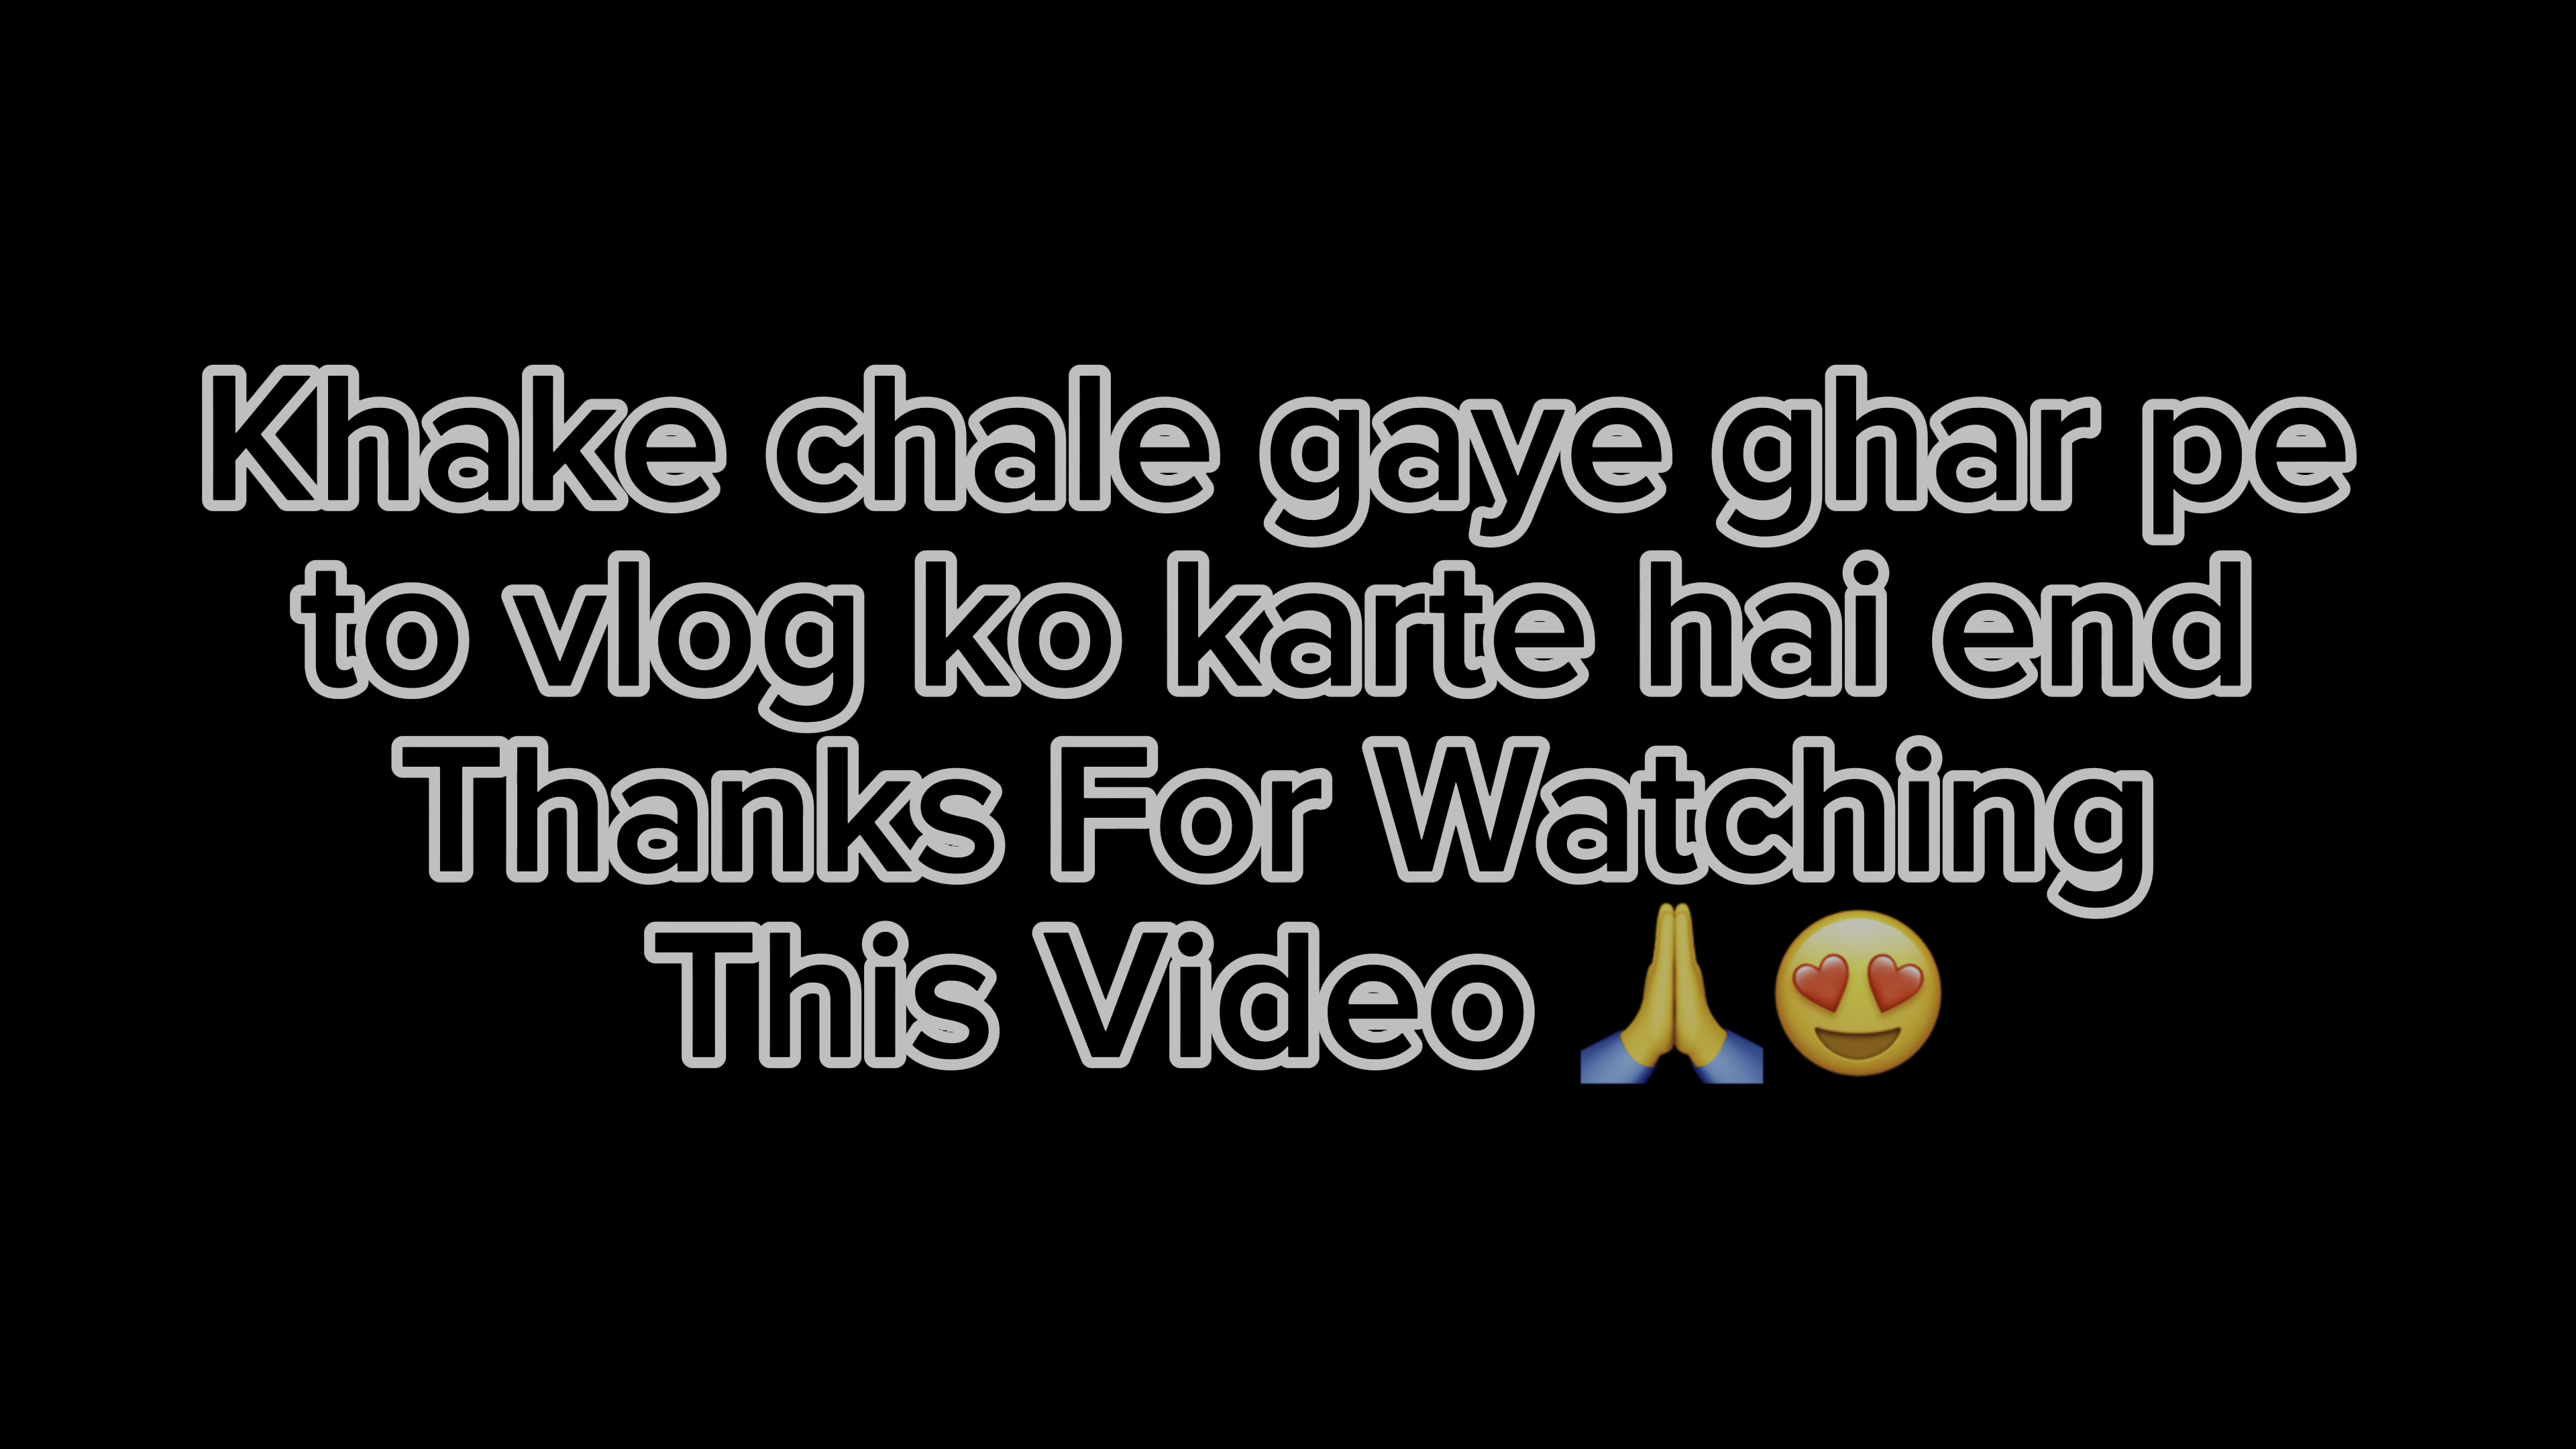 Khake chale gaye ghar pe
to vlog ko karte hai end
Thanks For Watching
This Video 🙏😍